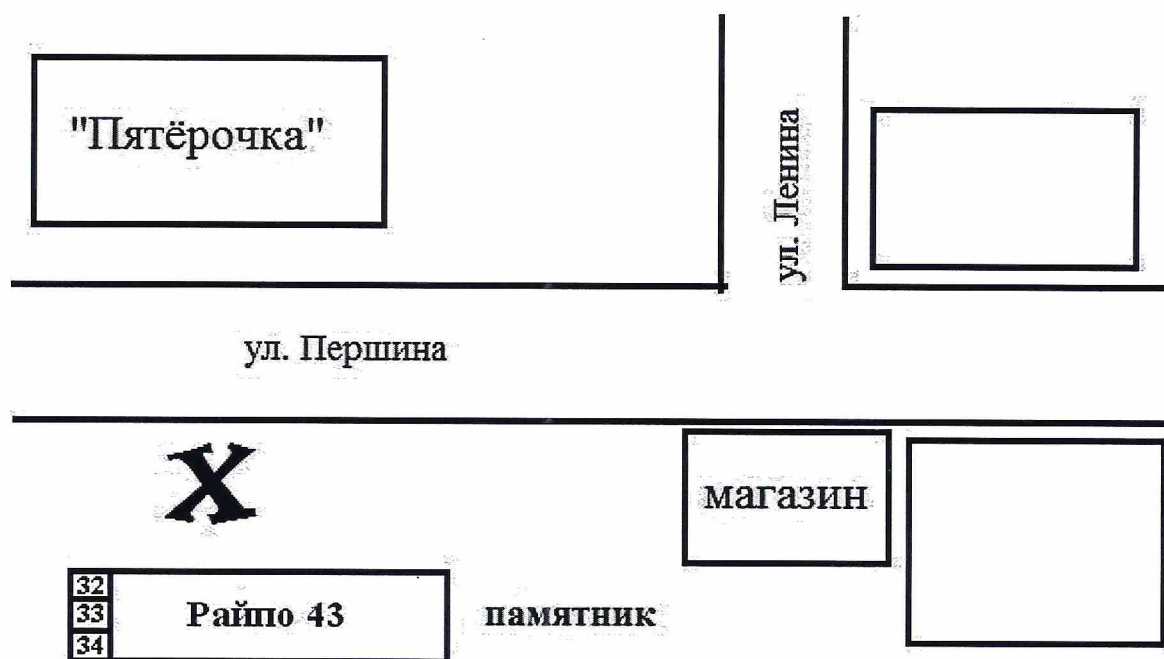 "Пятёрочка"
ул. Ленина
ул. Першина
X
магазин
32
33
34
Райпо 43
памятник